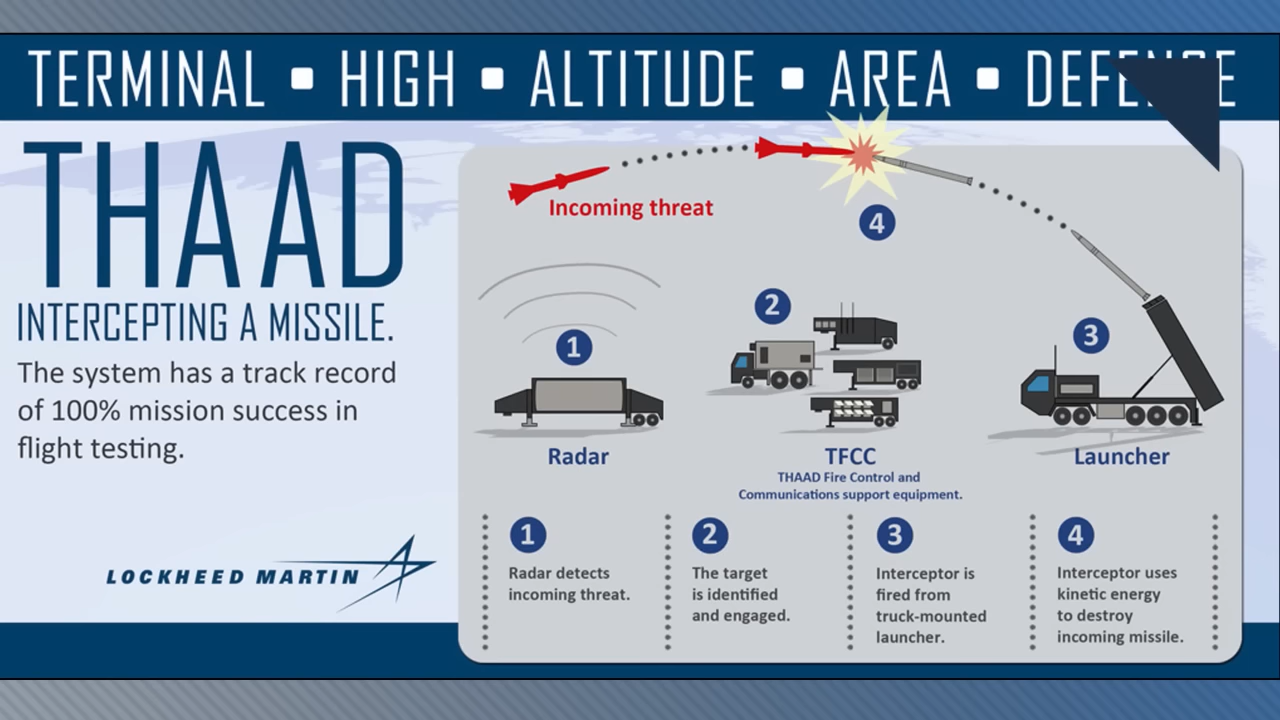 TERMINAL ▪ HIGH ▪ ALTITUDE ▪ AREA ▪ DEFENSE
THAAD
INTERCEPTING A MISSILE.
The system has a track record
of 100% mission success in
flight testing.
LOCKHEED MARTIN
Incoming threat
4
1
2
3
Radar
TFCC
THAAD Fire Control and
Communications support equipment.
Launcher
1
Radar detects
incoming threat.
2
The target
is identified
and engaged.
3
Interceptor is
fired from
truck-mounted
launcher.
4
Interceptor uses
kinetic energy
to destroy
incoming missile.